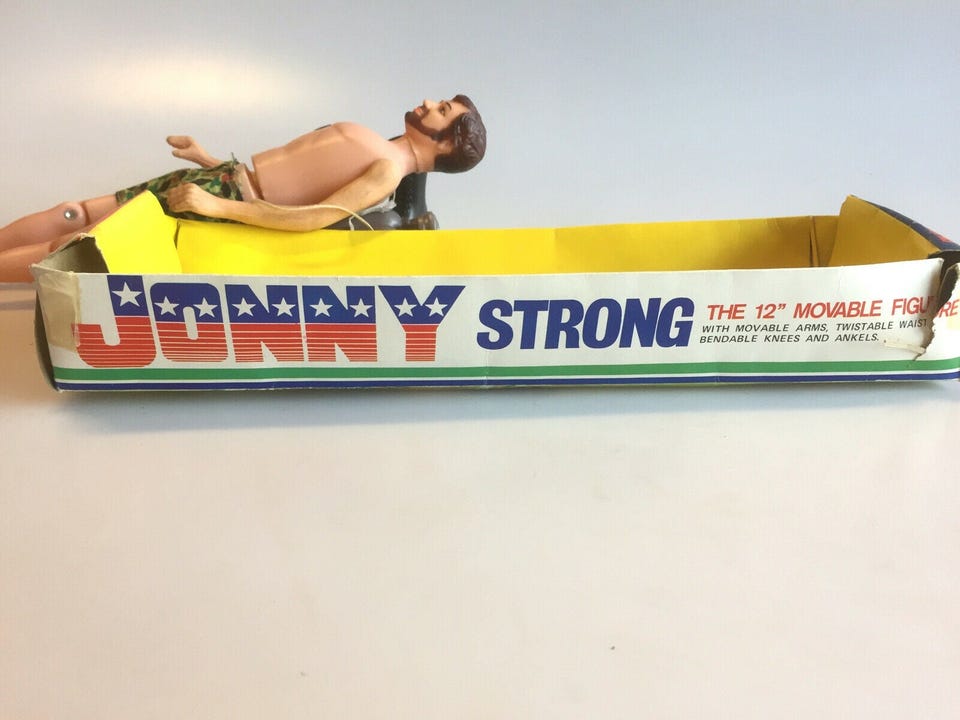 JONNY STRONG
THE 12" MOVABLE FIGURE
WITH MOVABLE ARMS, TWISTABLE WAIST
BENDABLE KNEES AND ANKELS.